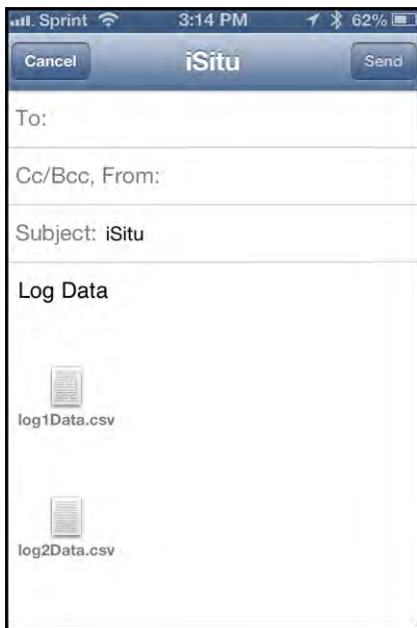 Sprint 3:14 PM 62%
Cancel iSitu Send
To:
Cc/Bcc, From:
Subject: iSitu
Log Data
log1Data.csv
log2Data.csv